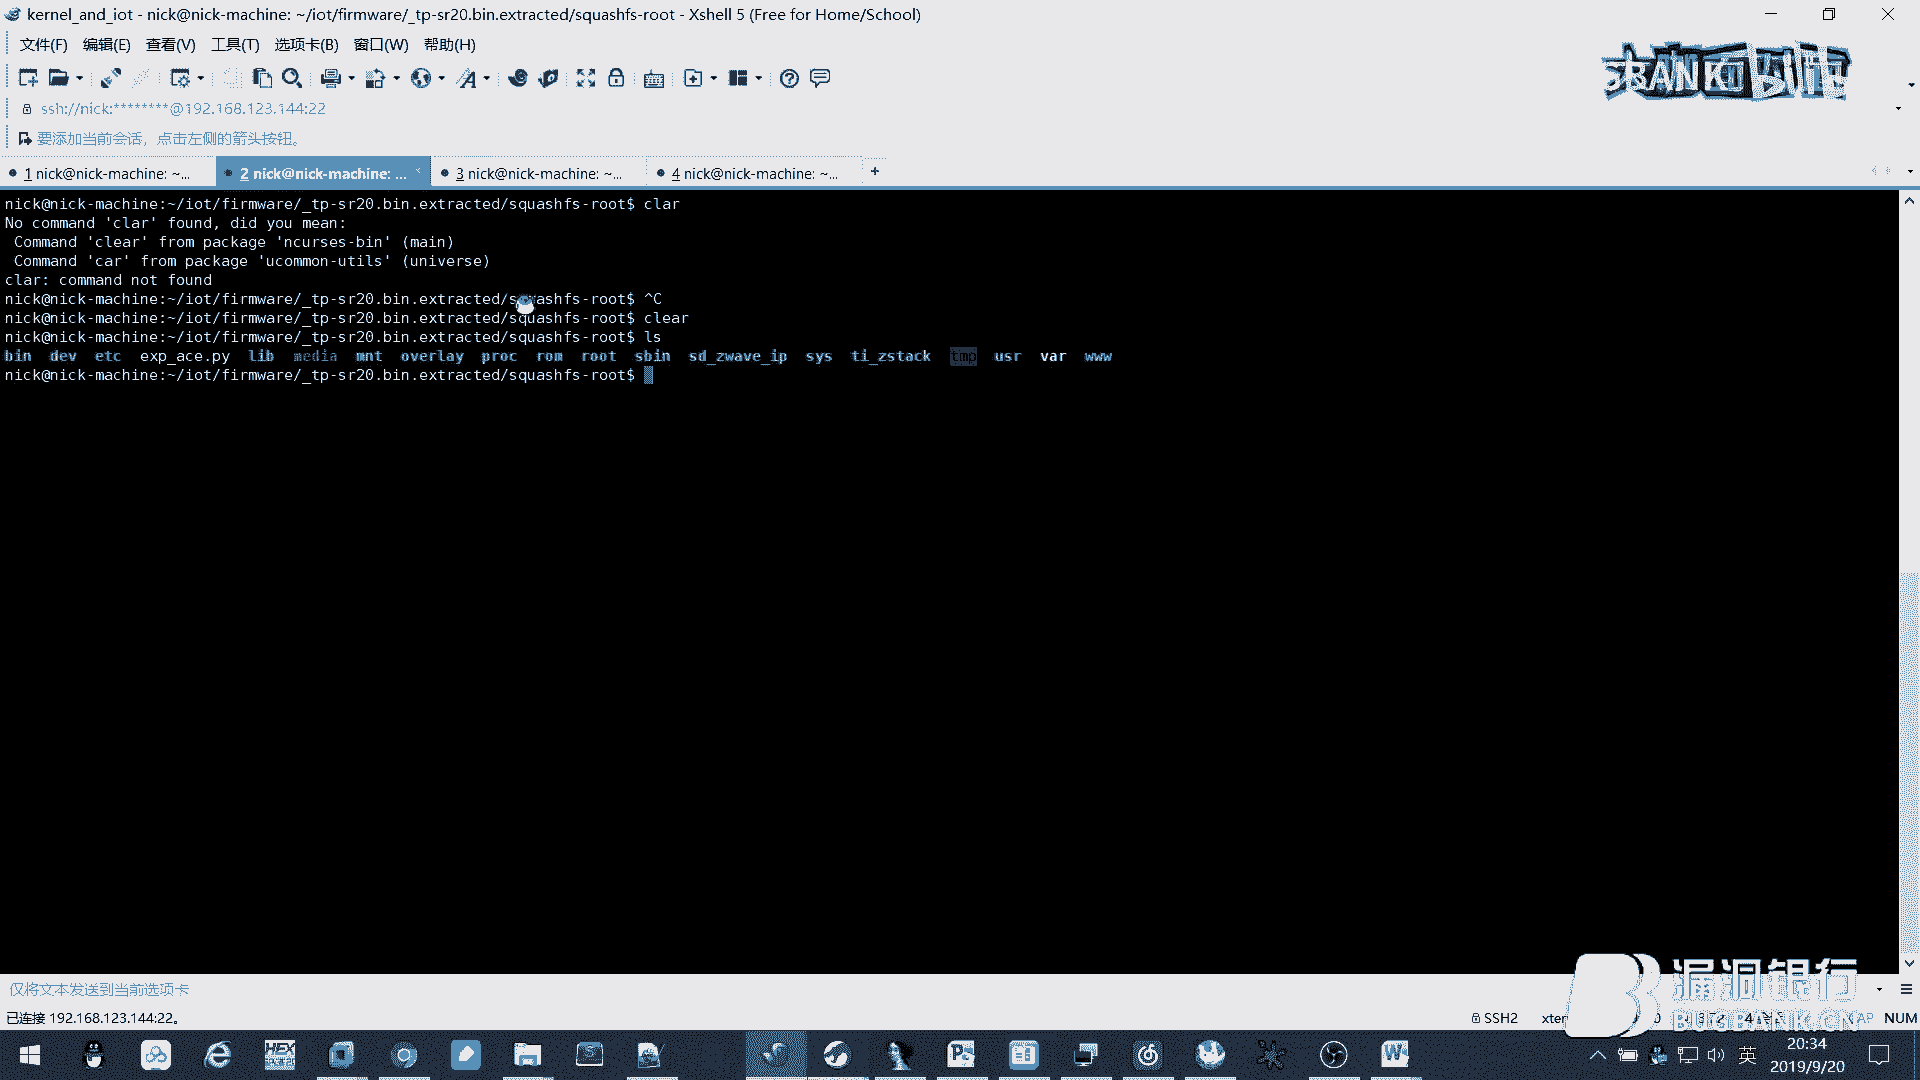 kernel_and_iot - nick@nick-machine: ~/iot/firmware/_tp-sr20.bin.extracted/squashfs-root - Xshell 5 (Free for Home/School)
文件(F) 编辑(E) 查看(V) 工具(T) 选项卡(B) 窗口(W) 帮助(H)
ssh://nick:********@192.168.123.144:22
要添加当前会话，点击左侧的箭头按钮。
1 nick@nick-machine: ~... 2 nick@nick-machine: ... 3 nick@nick-machine: ~... 4 nick@nick-machine: ~... +
nick@nick-machine:~/iot/firmware/_tp-sr20.bin.extracted/squashfs-root$ clar
No command 'clar' found, did you mean:
Command 'clear' from package 'ncurses-bin' (main)
Command 'car' from package 'ucommon-utils' (universe)
clar: command not found
nick@nick-machine:~/iot/firmware/_tp-sr20.bin.extracted/squashfs-root$ ^C
nick@nick-machine:~/iot/firmware/_tp-sr20.bin.extracted/squashfs-root$ clear
nick@nick-machine:~/iot/firmware/_tp-sr20.bin.extracted/squashfs-root$ ls
bin dev etc exp_ace.py lib media mnt overlay proc rom root sbin sd_zwave_ip sys ti_zstack tmp usr var www
nick@nick-machine:~/iot/firmware/_tp-sr20.bin.extracted/squashfs-root$
仅将文本发送到当前选项卡
漏洞银行
BUGBANK.CN
已连接 192.168.123.144:22。
SSH2 NUM
HEX
英
20:34
2019/9/20